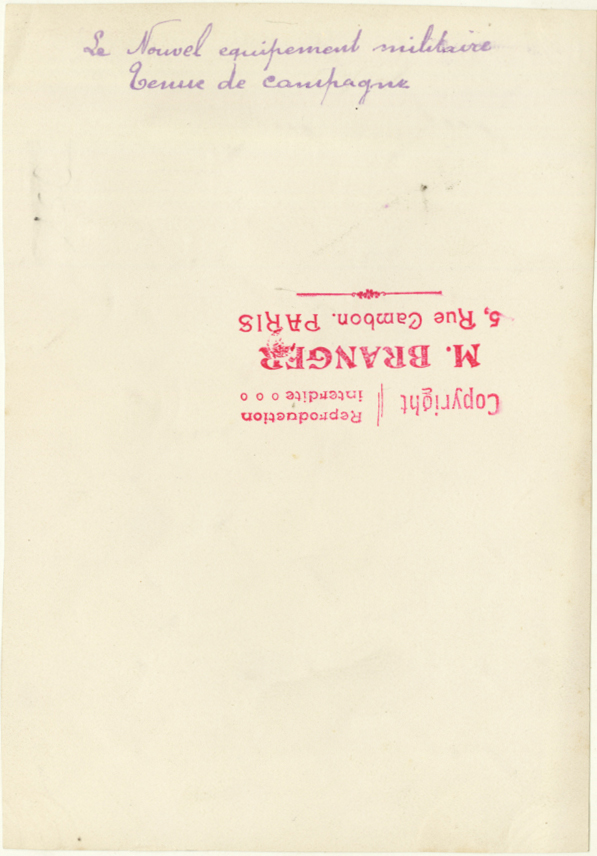 Le Nouvel equipement militaire
Tenue de campagne
Copyright
Reproduction
interdite o o o
M. BRANGER
5, Rue Cambon. PARIS